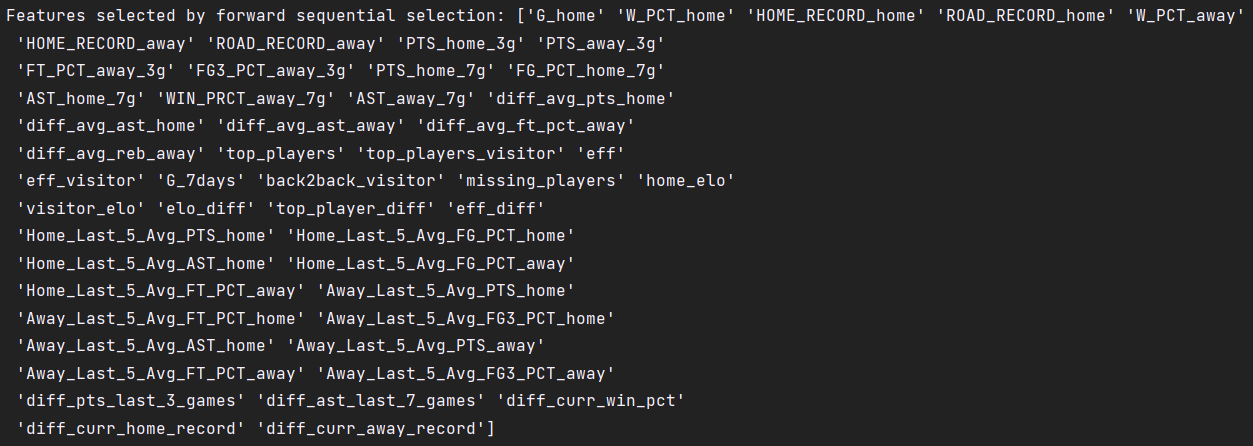 Features selected by forward sequential selection: ['G_home' 'W_PCT_home' 'HOME_RECORD_home' 'ROAD_RECORD_home' 'W_PCT_away'
'HOME_RECORD_away' 'ROAD_RECORD_away' 'PTS_home_3g' 'PTS_away_3g'
'FT_PCT_away_3g' 'FG3_PCT_away_3g' 'PTS_home_7g' 'FG_PCT_home_7g'
'AST_home_7g' 'WIN_PRCT_away_7g' 'AST_away_7g' 'diff_avg_pts_home'
'diff_avg_ast_home' 'diff_avg_ast_away' 'diff_avg_ft_pct_away'
'diff_avg_reb_away' 'top_players' 'top_players_visitor' 'eff'
'eff_visitor' 'G_7days' 'back2back_visitor' 'missing_players' 'home_elo'
'visitor_elo' 'elo_diff' 'top_player_diff' 'eff_diff'
'Home_Last_5_Avg_PTS_home' 'Home_Last_5_Avg_FG_PCT_home'
'Home_Last_5_Avg_AST_home' 'Home_Last_5_Avg_FG_PCT_away'
'Home_Last_5_Avg_FT_PCT_away' 'Away_Last_5_Avg_PTS_home'
'Away_Last_5_Avg_FT_PCT_home' 'Away_Last_5_Avg_FG3_PCT_home'
'Away_Last_5_Avg_AST_home' 'Away_Last_5_Avg_PTS_away'
'Away_Last_5_Avg_FT_PCT_away' 'Away_Last_5_Avg_FG3_PCT_away'
'diff_pts_last_3_games' 'diff_ast_last_7_games' 'diff_curr_win_pct'
'diff_curr_home_record' 'diff_curr_away_record']